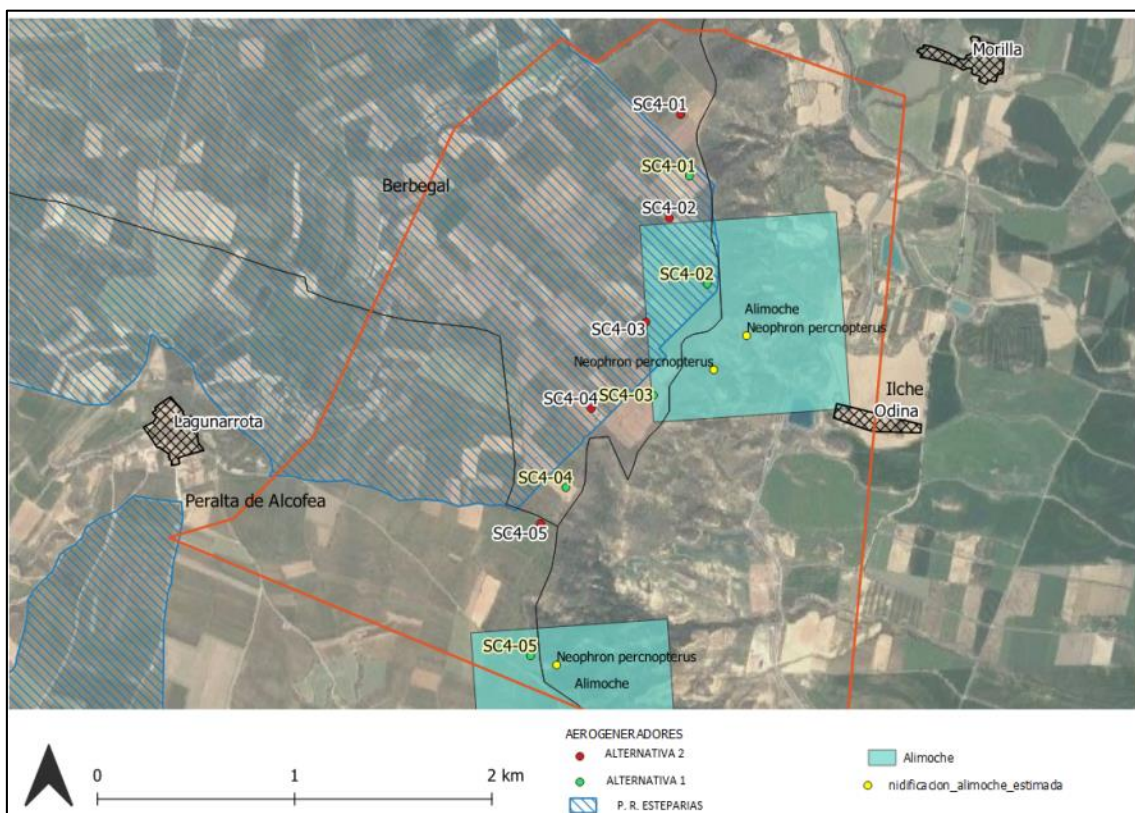 Morilla
SC4-01
SC4-01
Berbegal
SC4-02
SC4-02
Alimoche
Neophron percnopterus
SC4-03
Neophron percnopterus
Ilche
SC4-03
SC4-04
Odina
Lagunarrota
SC4-04
Peralta de Alcofea
SC4-05
SC4-05
Neophron percnopterus
Alimoche
AEROGENERADORES
ALTERNATIVA 2
ALTERNATIVA 1
P. R. ESTEPARIAS
Alimoche
nidificacion_alimoche_estimada
0 1 2 km